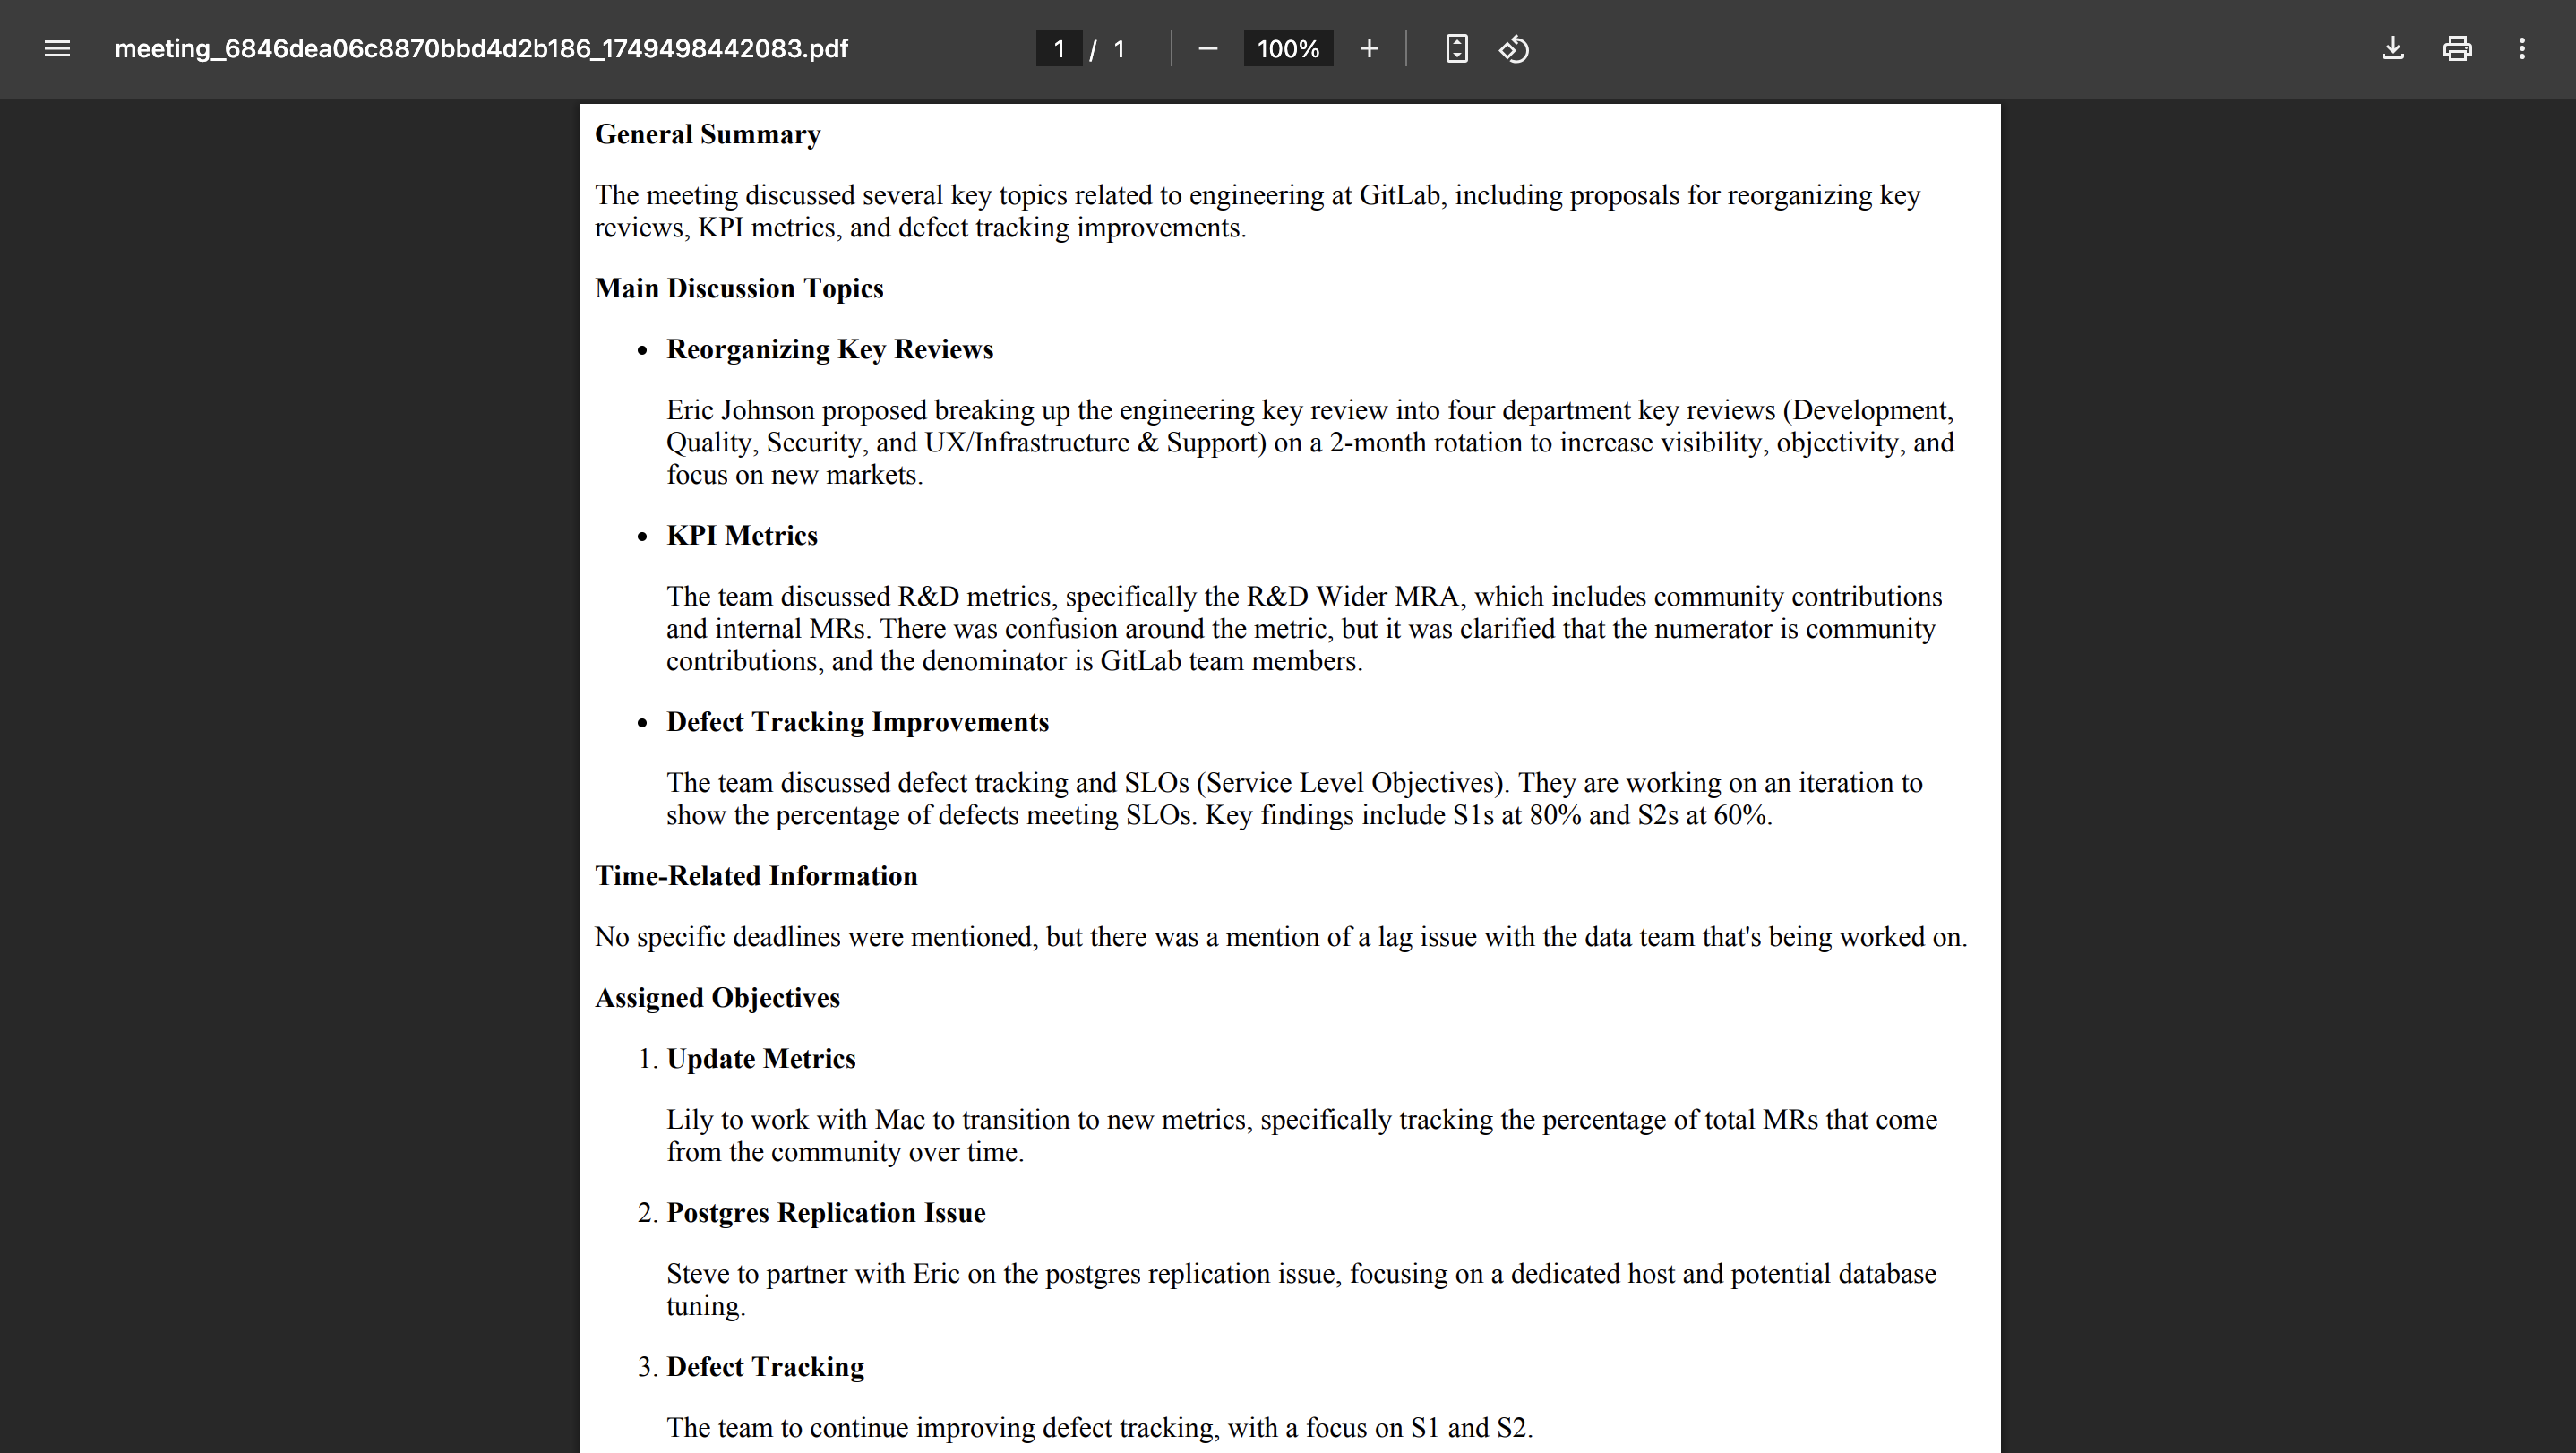 meeting_6846dea06c8870bbd4d2b186_1749498442083.pdf
1 / 1
100%
General Summary
The meeting discussed several key topics related to engineering at GitLab, including proposals for reorganizing key
reviews, KPI metrics, and defect tracking improvements.
Main Discussion Topics
• Reorganizing Key Reviews
Eric Johnson proposed breaking up the engineering key review into four department key reviews (Development,
Quality, Security, and UX/Infrastructure & Support) on a 2-month rotation to increase visibility, objectivity, and
focus on new markets.
• KPI Metrics
The team discussed R&D metrics, specifically the R&D Wider MRA, which includes community contributions
and internal MRs. There was confusion around the metric, but it was clarified that the numerator is community
contributions, and the denominator is GitLab team members.
• Defect Tracking Improvements
The team discussed defect tracking and SLOs (Service Level Objectives). They are working on an iteration to
show the percentage of defects meeting SLOs. Key findings include S1s at 80% and S2s at 60%.
Time-Related Information
No specific deadlines were mentioned, but there was a mention of a lag issue with the data team that's being worked on.
Assigned Objectives
1. Update Metrics
Lily to work with Mac to transition to new metrics, specifically tracking the percentage of total MRs that come
from the community over time.
2. Postgres Replication Issue
Steve to partner with Eric on the postgres replication issue, focusing on a dedicated host and potential database
tuning.
3. Defect Tracking
The team to continue improving defect tracking, with a focus on S1 and S2.